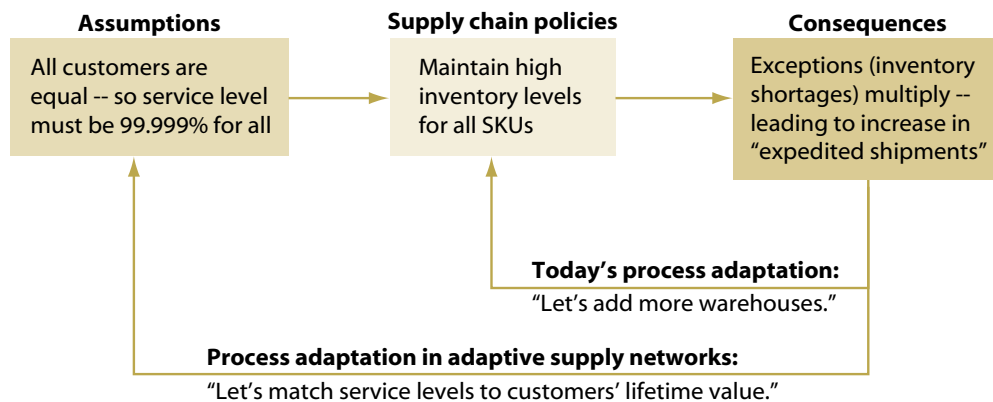 Assumptions
All customers are
equal -- so service level
must be 99.999% for all
Supply chain policies
Maintain high
inventory levels
for all SKUs
Consequences
Exceptions (inventory
shortages) multiply --
leading to increase in
“expedited shipments”
Today’s process adaptation:
“Let’s add more warehouses.”
Process adaptation in adaptive supply networks:
“Let’s match service levels to customers’ lifetime value.”